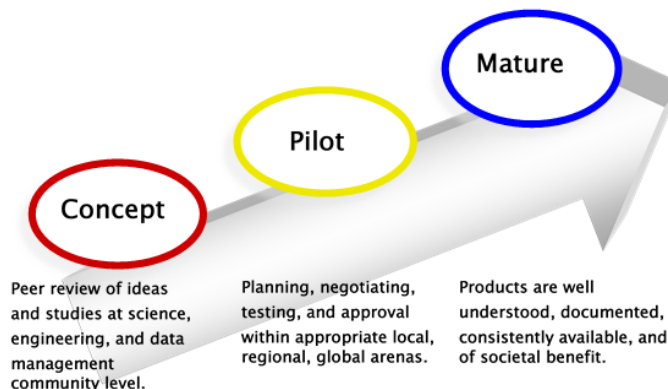 Mature
Pilot
Concept
Peer review of ideas
and studies at science,
engineering, and data
management
community level.
Planning, negotiating,
testing, and approval
within appropriate local,
regional, global arenas.
Products are well
understood, documented,
consistently available, and
of societal benefit.